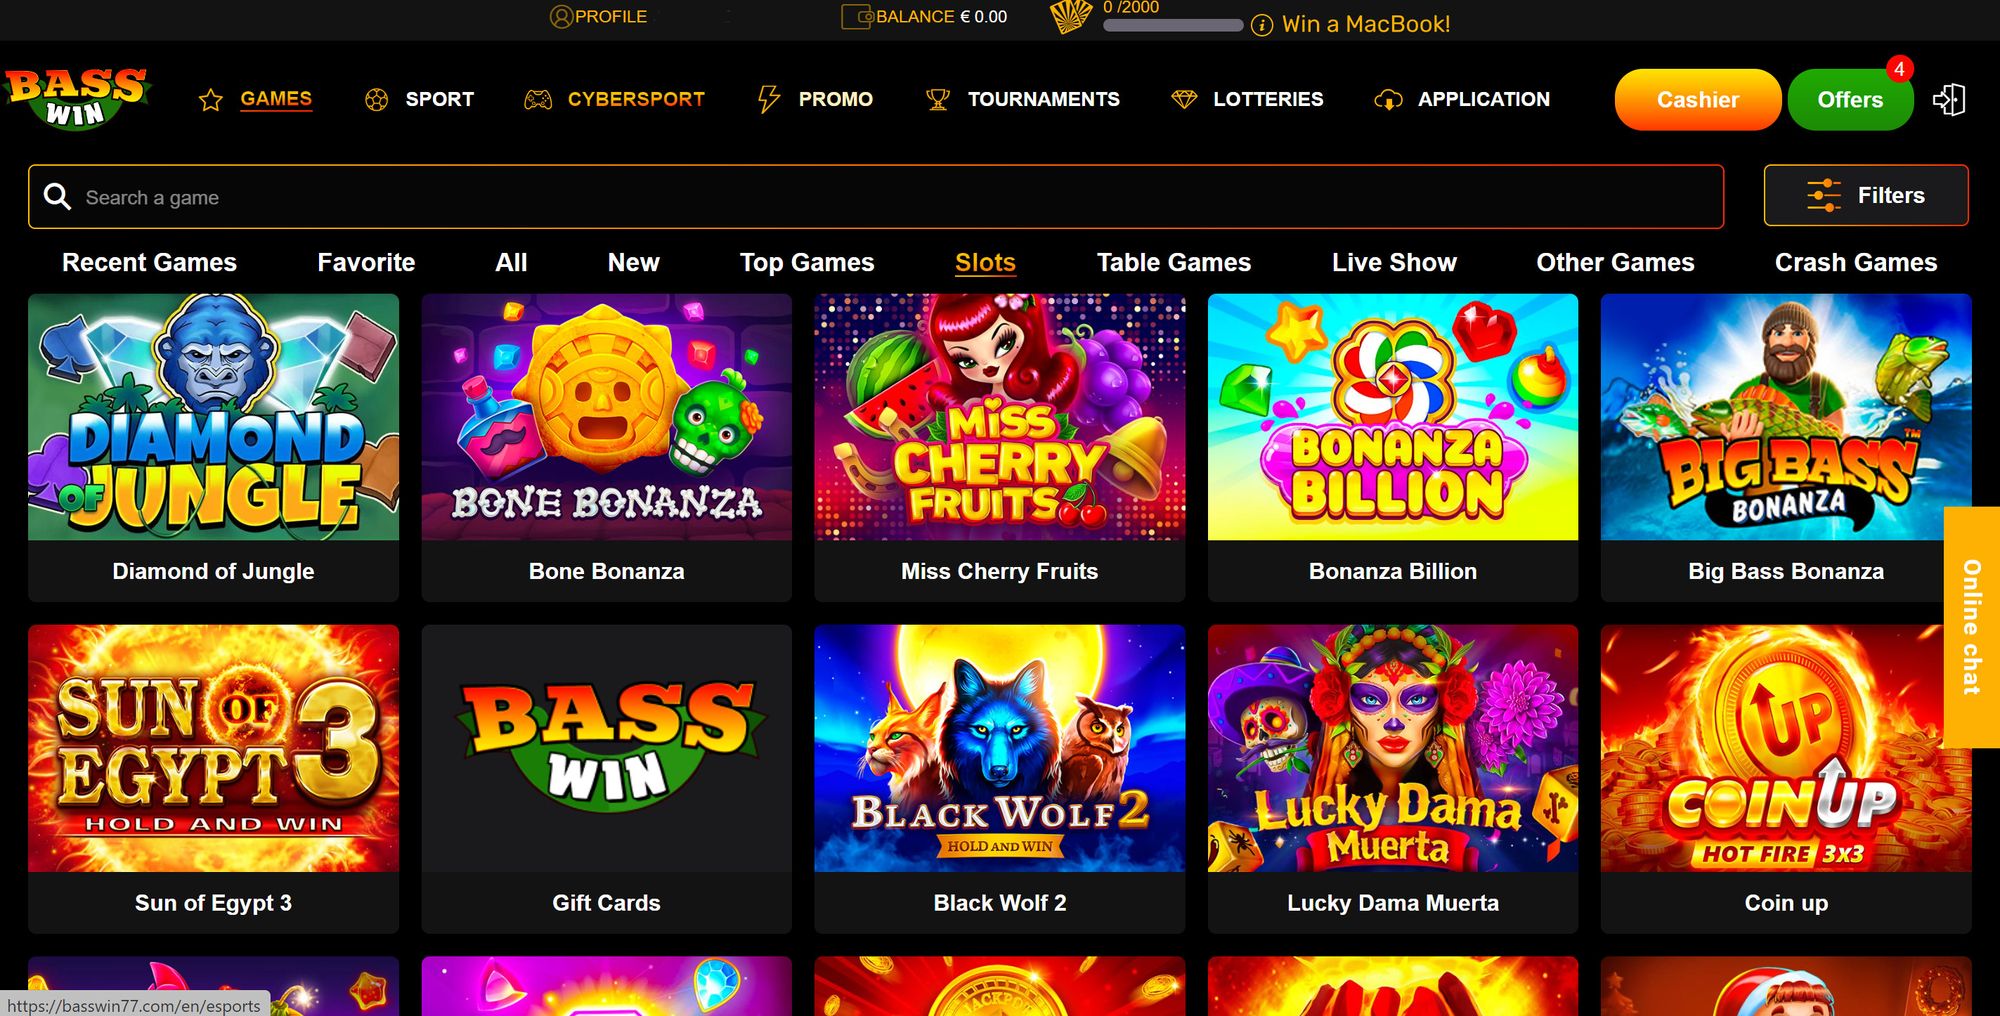 PROFILE
BALANCE € 0.00
0 /2000
Win a MacBook!
BASS
WIN
GAMES
SPORT
CYBERSPORT
PROMO
TOURNAMENTS
LOTTERIES
APPLICATION
Cashier
Offers
4
Search a game
Filters
Recent Games
Favorite
All
New
Top Games
Slots
Table Games
Live Show
Other Games
Crash Games
DIAMOND
OF JUNGLE
BONE BONANZA
MISS
CHERRY
FRUITS
BONANZA
BILLION
BIG BASS™
BONANZA
Diamond of Jungle
Bone Bonanza
Miss Cherry Fruits
Bonanza Billion
Big Bass Bonanza
Online chat
SUN OF
EGYPT 3
HOLD AND WIN
BASS
WIN
BLACK WOLF 2
HOLD AND WIN
LUCKY DAMA
MUERTA
UP
COIN UP
HOT FIRE 3X3
Sun of Egypt 3
Gift Cards
Black Wolf 2
Lucky Dama Muerta
Coin up
JACKPOT
https://basswin77.com/en/esports